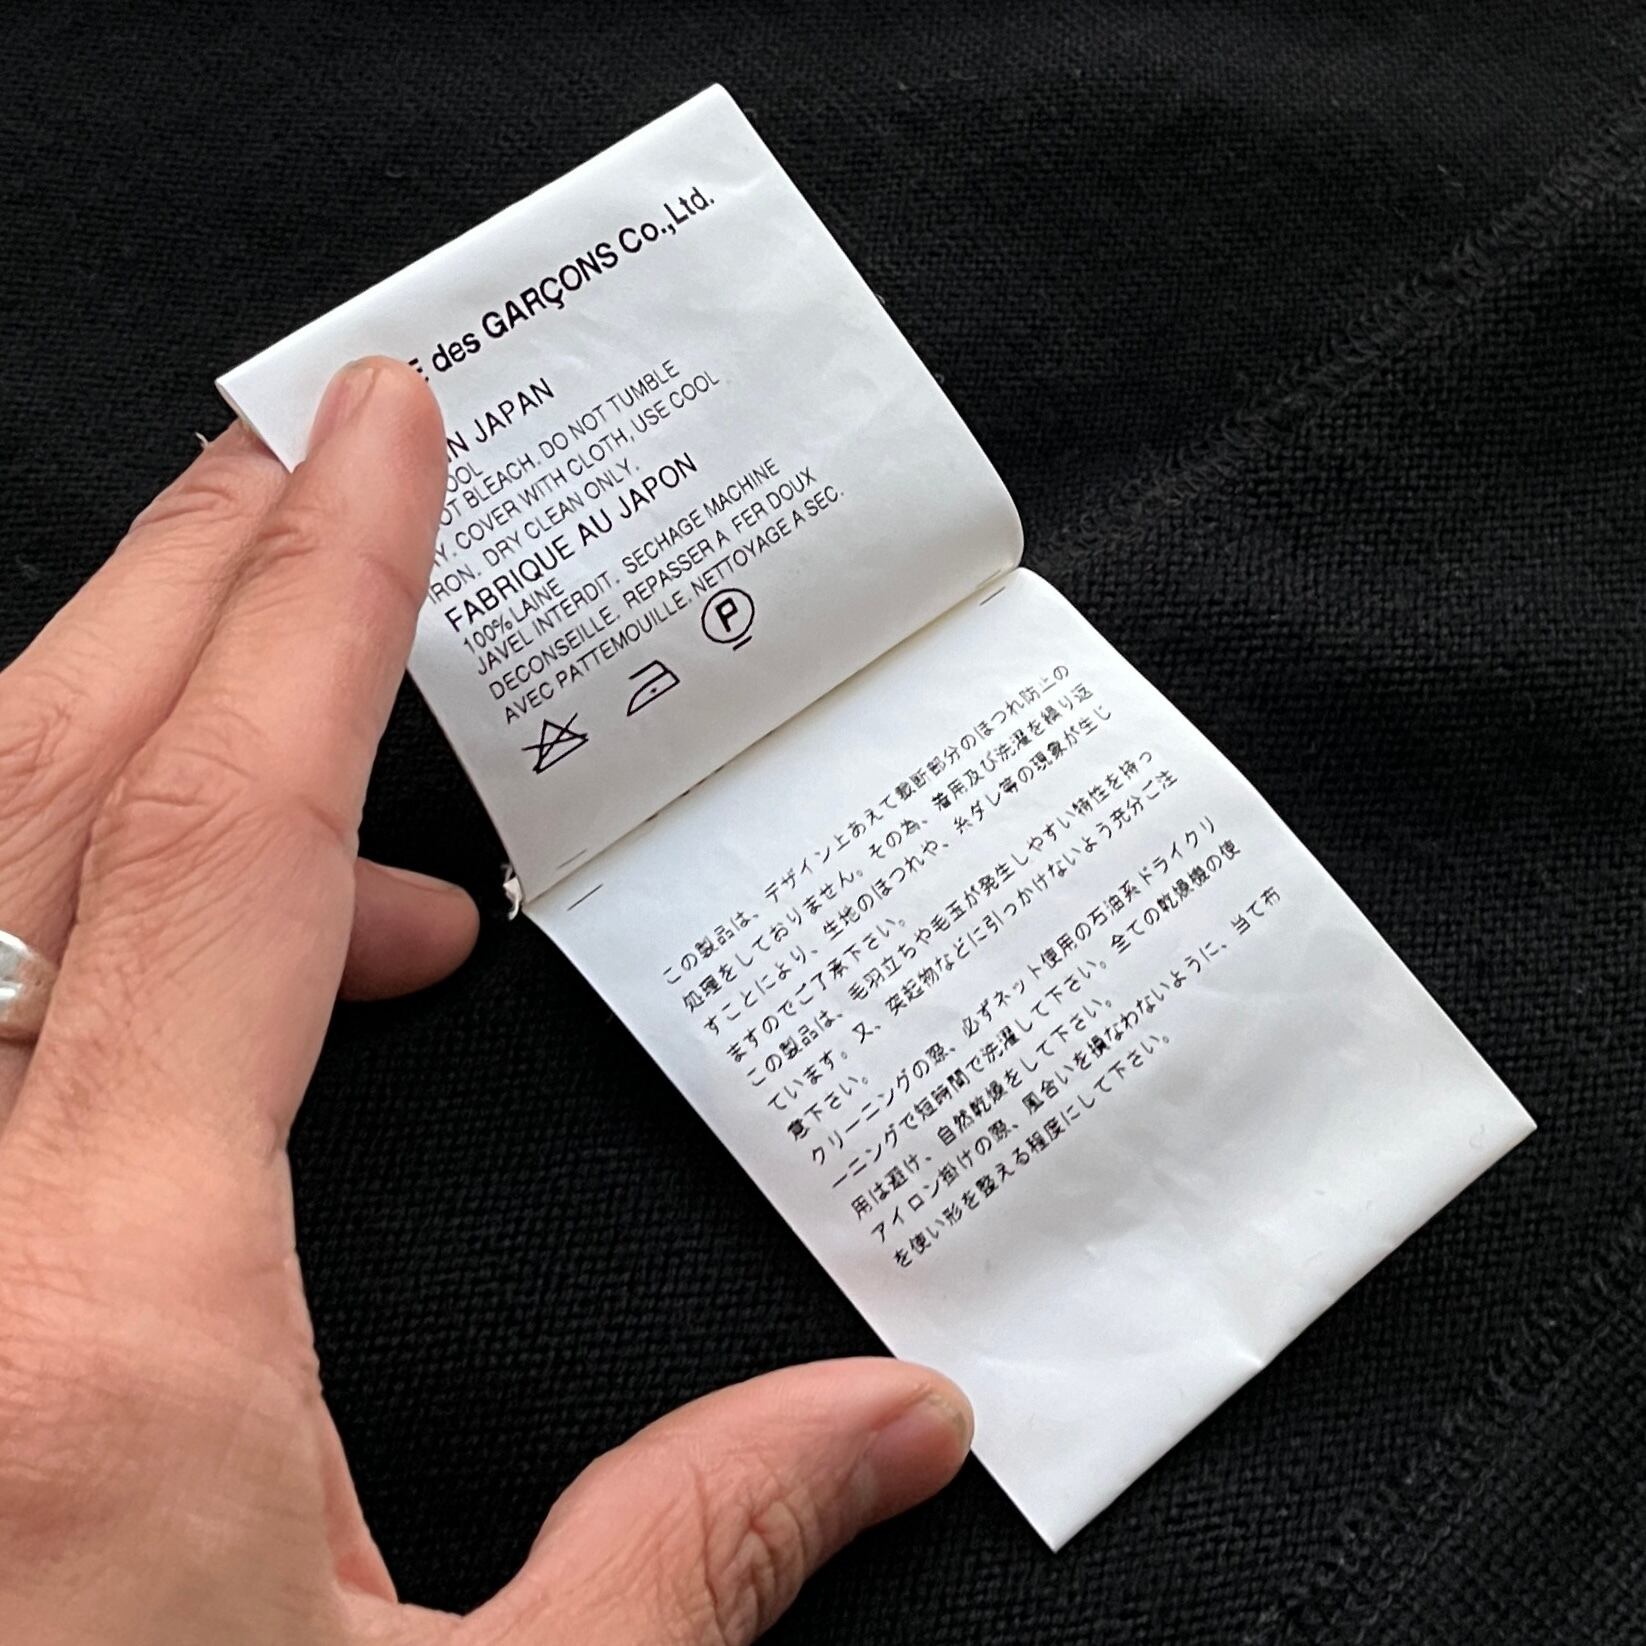 des GARÇONS Co.,Ltd.
IN JAPAN
BLEACH. DO NOT TUMBLE
COVER WITH CLOTH, USE COOL
IRON. DRY CLEAN ONLY.
FABRIQUE AU JAPON
100% LAINE
JAVEL INTERDIT. SECHAGE MACHINE
DECONSEILLE. REPASSER A FER DOUX
AVEC PATTEMOUILLE. NETTOYAGE A SEC.
P
この製品は、デザイン上あえて裁断部分のほつれ防止の
処理をしておりません。その為、着用及び洗濯を繰り返
すことにより、生地のほつれや、糸ダレ等の現象が生じ
ますのでご了承下さい。
この製品は、毛羽立ちや毛玉が発生しやすい特性を持っ
ています。又、突起物などに引っかけないよう充分ご注
意下さい。
クリーニングの際、必ずネット使用の石油系ドライクリ
ーニングで短時間で洗濯して下さい。全ての乾燥機の使
用は避け、自然乾燥をして下さい。
アイロン掛けの際、風合いを損なわないように、当て布
を使い形を整える程度にして下さい。